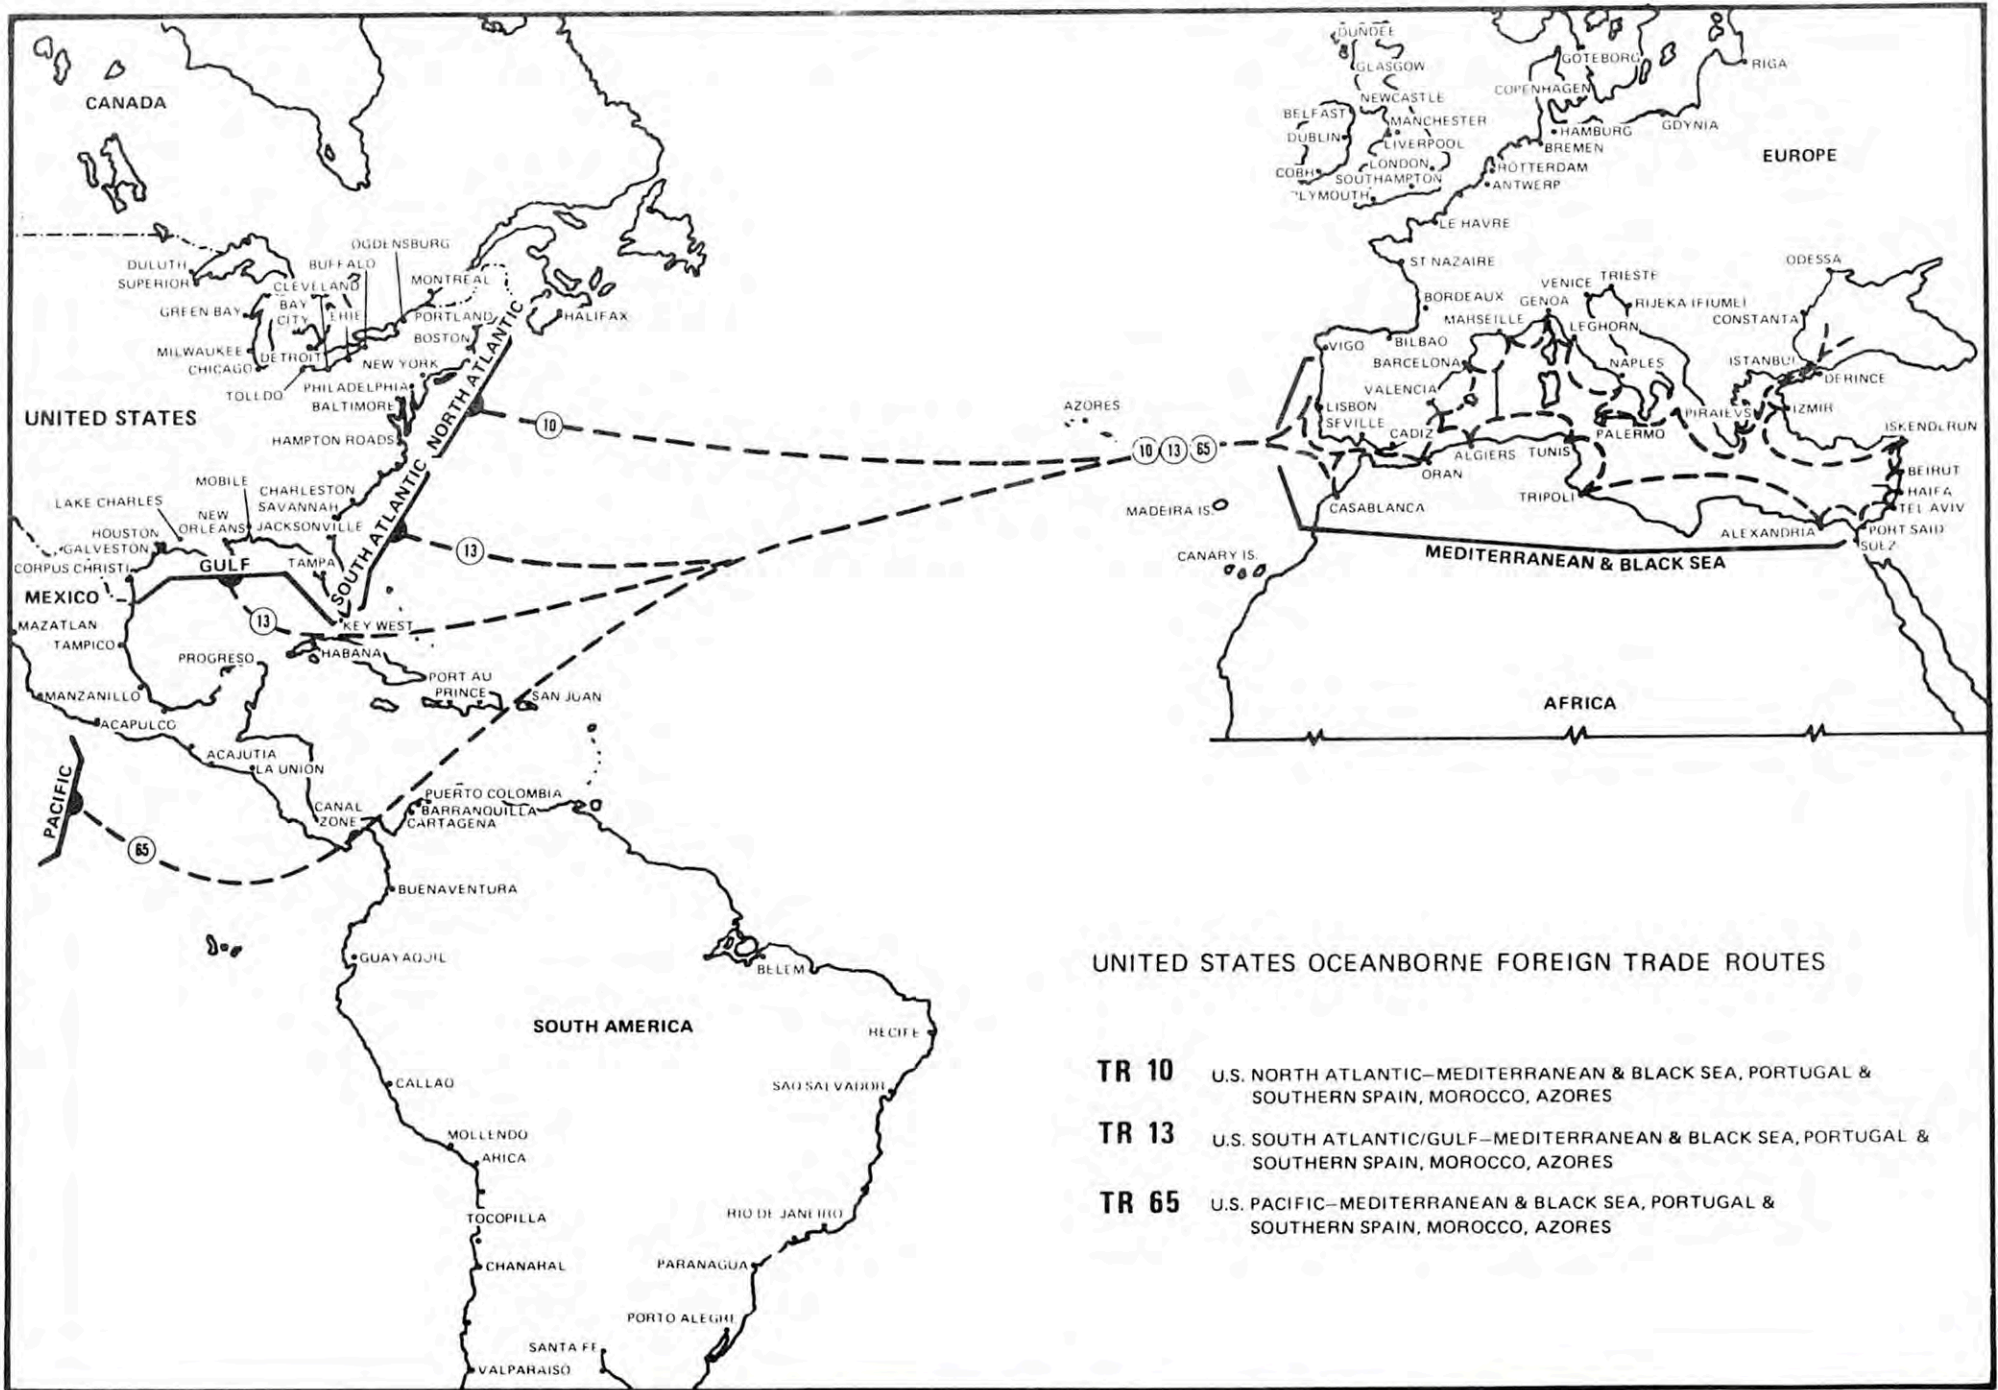 CANADA
UNITED STATES
MEXICO
DULUTH
SUPERIOR
GREEN BAY
MILWAUKEE
CHICAGO
TOLEDO
DETROIT
BAY
CITY
CLEVELAND
ERIE
BUFFALO
OGDENSBURG
MONTREAL
PORTLAND
BOSTON
HALIFAX
NEW YORK
PHILADELPHIA
BALTIMORE
HAMPTON ROADS
NORTH ATLANTIC
SOUTH ATLANTIC
MOBILE
CHARLESTON
SAVANNAH
JACKSONVILLE
LAKE CHARLES
NEW
ORLEANS
HOUSTON
GALVESTON
CORPUS CHRISTI
GULF
TAMPA
KEY WEST
HABANA
MAZATLAN
TAMPICO
PROGRESO
MANZANILLO
ACAPULCO
ACAJUTIA
LA UNION
CANAL
ZONE
PORT AU
PRINCE
SAN JUAN
PUERTO COLOMBIA
BARRANQUILLA
CARTAGENA
PACIFIC
10
13
13
65
10 13 65
BUENAVENTURA
GUAYAQUIL
SOUTH AMERICA
BELEM
RECIFE
SAO SALVADOR
CALLAO
MOLLENDO
ARICA
TOCOPILLA
CHANARAL
RIO DE JANEIRO
PARANAGUA
PORTO ALEGRE
SANTA FE
VALPARAISO
DUNDEE
GLASGOW
NEWCASTLE
BELFAST
MANCHESTER
DUBLIN
LIVERPOOL
LONDON
COBH
SOUTHAMPTON
PLYMOUTH
GOTEBORG
COPENHAGEN
RIGA
GDYNIA
HAMBURG
BREMEN
ROTTERDAM
ANTWERP
EUROPE
LE HAVRE
ST NAZAIRE
BORDEAUX
VENICE
TRIESTE
GENOA
RIJEKA (FIUME)
MARSEILLE
LEGHORN
ODESSA
CONSTANTA
VIGO
BILBAO
BARCELONA
VALENCIA
NAPLES
ISTANBUL
DERINCE
LISBON
SEVILLE
CADIZ
PIRAIEVS
IZMIR
ISKENDERUN
ORAN
ALGIERS
TUNIS
PALERMO
TRIPOLI
BEIRUT
HAIFA
TEL AVIV
PORT SAID
SUEZ
ALEXANDRIA
AZORES
MADEIRA IS.
CANARY IS.
CASABLANCA
MEDITERRANEAN & BLACK SEA
AFRICA
UNITED STATES OCEANBORNE FOREIGN TRADE ROUTES
TR 10 U.S. NORTH ATLANTIC–MEDITERRANEAN & BLACK SEA, PORTUGAL &
SOUTHERN SPAIN, MOROCCO, AZORES
TR 13 U.S. SOUTH ATLANTIC/GULF–MEDITERRANEAN & BLACK SEA, PORTUGAL &
SOUTHERN SPAIN, MOROCCO, AZORES
TR 65 U.S. PACIFIC–MEDITERRANEAN & BLACK SEA, PORTUGAL &
SOUTHERN SPAIN, MOROCCO, AZORES